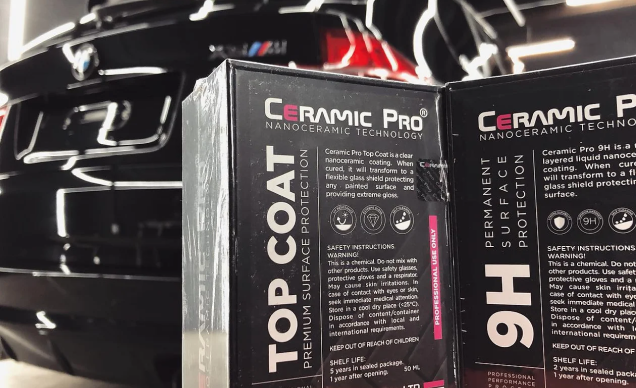 CERAMIC PRO®
NANOCERAMIC TECHNOLOGY
TOP COAT
PREMIUM SURFACE PROTECTION
Ceramic Pro Top Coat is a clear
nanoceramic coating. When
cured, it will transform to a
flexible glass shield protecting
any painted surface and
providing extreme gloss.
SAFETY INSTRUCTIONS
WARNING!
This is a chemical. Do not mix with
other products. Use safety glasses,
protective gloves and a respirator.
May cause skin irritations. In
case of contact with eyes or skin,
seek immediate medical attention.
Store in a cool dry place (<25°C).
Dispose of content/container
in accordance with local and
international requirements.
KEEP OUT OF REACH OF CHILDREN
SHELF LIFE:
5 years in sealed package.
1 year after opening.
50 ML
PROFESSIONAL USE ONLY
CERAMIC P
NANOCERAMIC TECHNO
9H
PERMANENT
SURFACE
PROTECTION
Ceramic Pro 9H is a
layered liquid nanocer
coating. When cure
will transform to a fl
glass shield protectin
surface.
9H
SAFETY INSTRUCTIONS
WARNING!
This is a chemical. Do not
other products. Use safety
protective gloves and a
May cause skin irrita
case of contact with eye
seek immediate medical
Store in a cool dry place
Dispose of content/
in accordance with l
international requirem
KEEP OUT OF REACH OF
SHELF LIFE:
2 years in sealed packa
1 year after opening.
PROFESSIONAL
PERFORMANCE